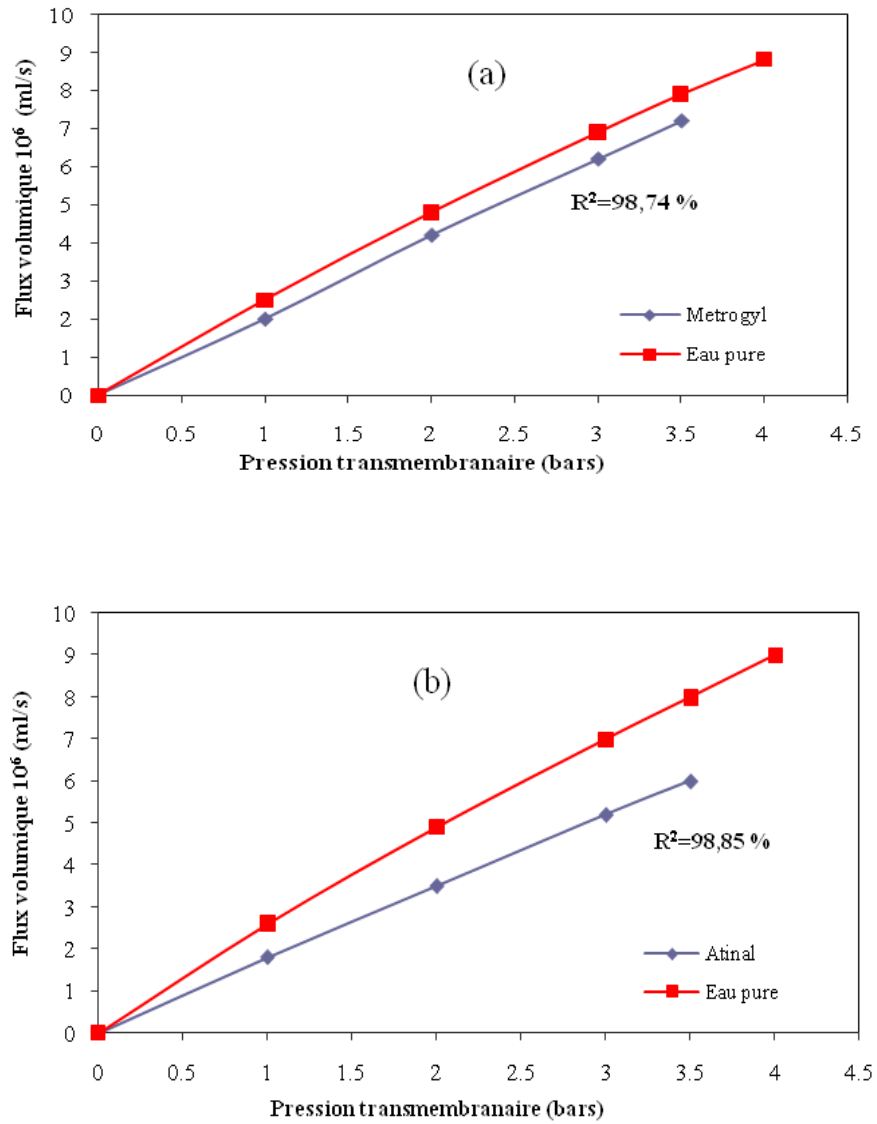 10
9
8
7
6
5
4
3
2
1
0
Flux volumique 10⁶ (ml/s)
(a)
R²=98,74 %
Metrogyl
Eau pure
0 0.5 1 1.5 2 2.5 3 3.5 4 4.5
Pression transmembranaire (bars)
10
9
8
7
6
5
4
3
2
1
0
Flux volumique 10⁶ (ml/s)
(b)
R²=98,85 %
Atinal
Eau pure
0 0.5 1 1.5 2 2.5 3 3.5 4 4.5
Pression transmembranaire (bars)